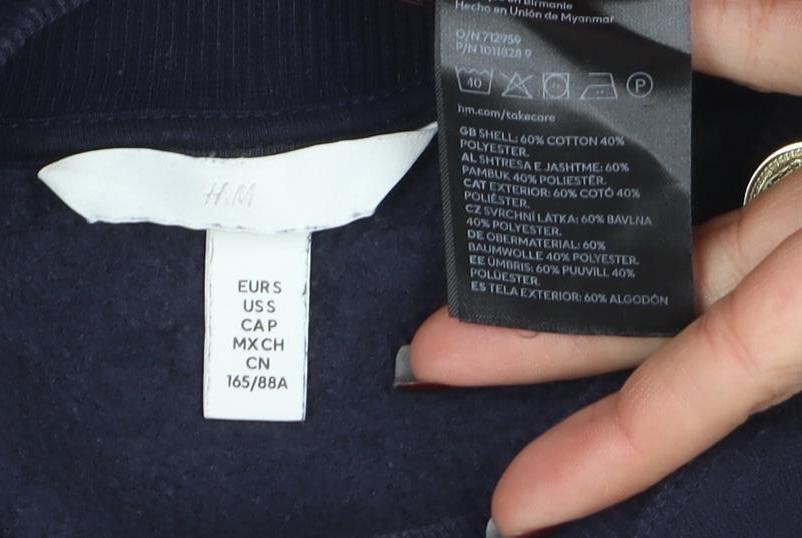 H&M
EUR S
US S
CA P
MX CH
CN
165/88A
Birmanie
Hecho en Unión de Myanmar
O/N 712959
P/N 1011828 9
40
P
hm.com/takecare
GB SHELL: 60% COTTON 40%
POLYESTER.
AL SHTRESA E JASHTME: 60%
PAMBUK 40% POLIESTËR.
CAT EXTERIOR: 60% COTÓ 40%
POLIÈSTER.
CZ SVRCHNÍ LÁTKA: 60% BAVLNA
40% POLYESTER.
DE OBERMATERIAL: 60%
BAUMWOLLE 40% POLYESTER.
EE ÜMBRIS: 60% PUUVILL 40%
POLÜESTER.
ES TELA EXTERIOR: 60% ALGODÓN